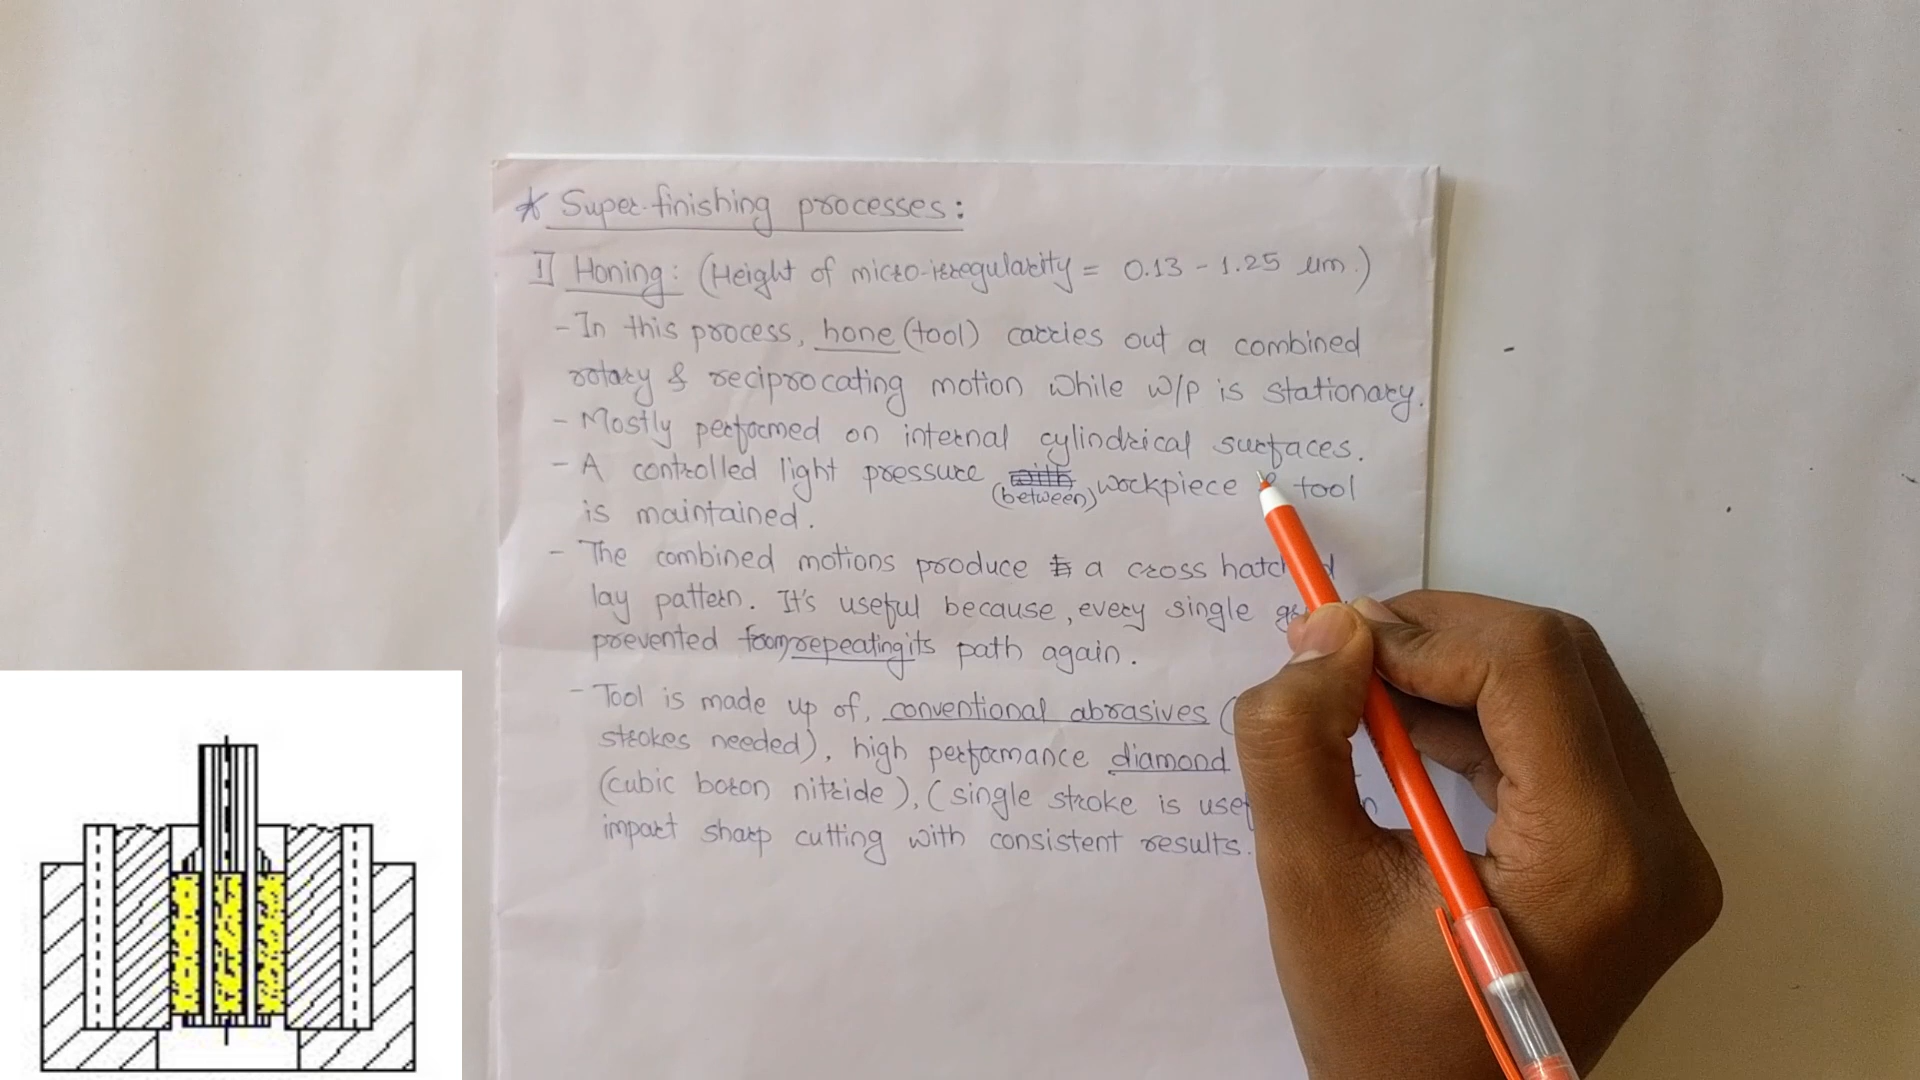 * Super-finishing processes:
1] Honing: (Height of micro-irregularity = 0.13 - 1.25 μm.)
- In this process, hone (tool) carries out a combined
rotary & reciprocating motion while w/p is stationary.
- Mostly performed on internal cylindrical surfaces.
- A controlled light pressure (between) workpiece & tool
is maintained.
- The combined motions produce a cross hatched
lay pattern. It's useful because, every single
prevented from repeating its path again.
- Tool is made up of, conventional abrasives (
strokes needed), high performance diamond
(cubic boron nitride), (single stroke is
impart sharp cutting with consistent results.